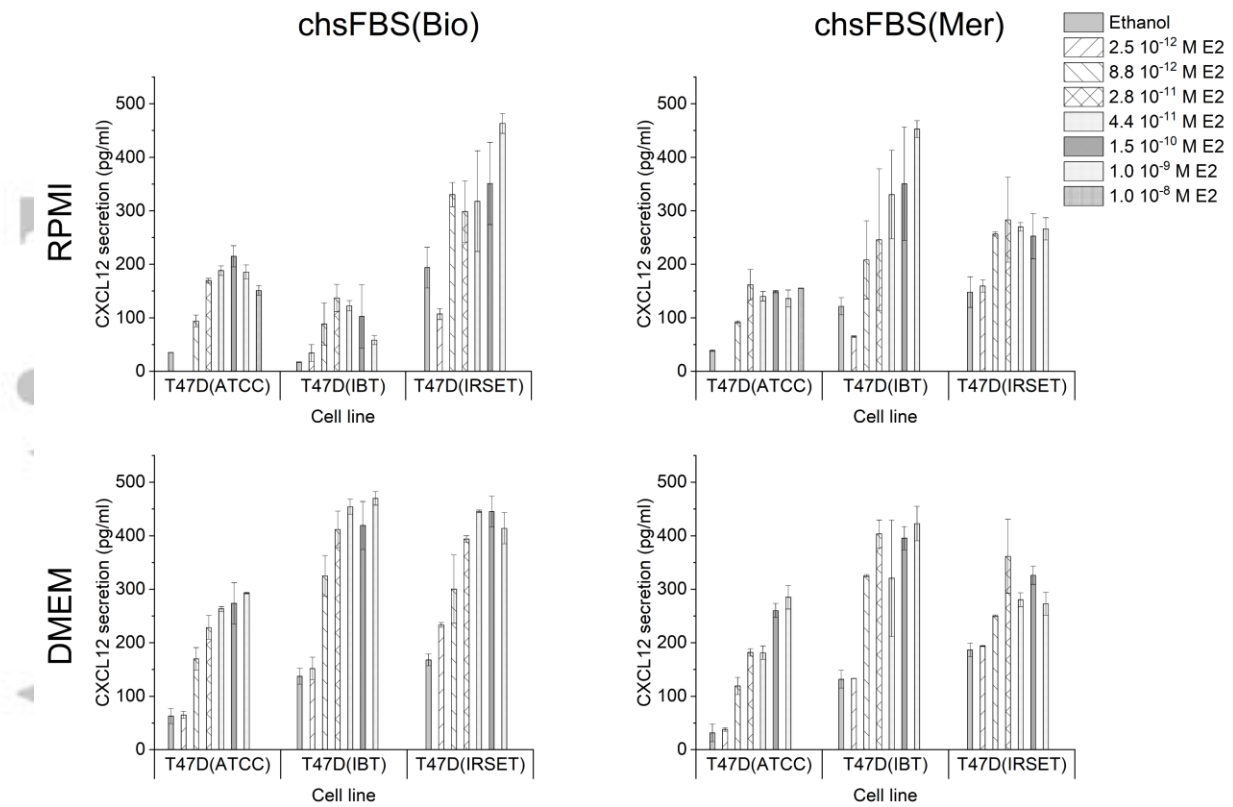 chsFBS(Bio)
chsFBS(Mer)
Ethanol
2.5 10⁻¹² M E2
8.8 10⁻¹² M E2
2.8 10⁻¹¹ M E2
4.4 10⁻¹¹ M E2
1.5 10⁻¹⁰ M E2
1.0 10⁻⁹ M E2
1.0 10⁻⁸ M E2
RPMI
CXCL12 secretion (pg/ml)
500
400
300
200
100
0
T47D(ATCC) T47D(IBT) T47D(IRSET)
Cell line
CXCL12 secretion (pg/ml)
500
400
300
200
100
0
T47D(ATCC) T47D(IBT) T47D(IRSET)
Cell line
DMEM
CXCL12 secretion (pg/ml)
500
400
300
200
100
0
T47D(ATCC) T47D(IBT) T47D(IRSET)
Cell line
CXCL12 secretion (pg/ml)
500
400
300
200
100
0
T47D(ATCC) T47D(IBT) T47D(IRSET)
Cell line